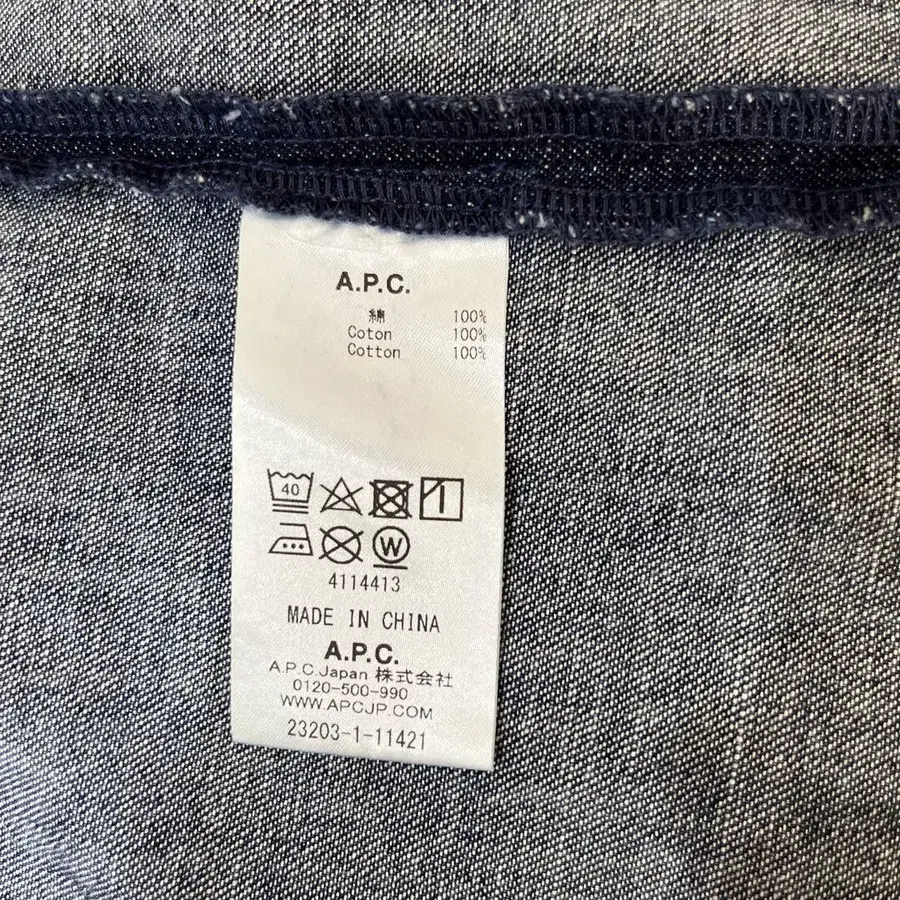 A.P.C.
綿 100%
Coton 100%
Cotton 100%
40
W
4114413
MADE IN CHINA
A.P.C.
A.P.C.Japan 株式会社
0120-500-990
WWW.APCJP.COM
23203-1-11421